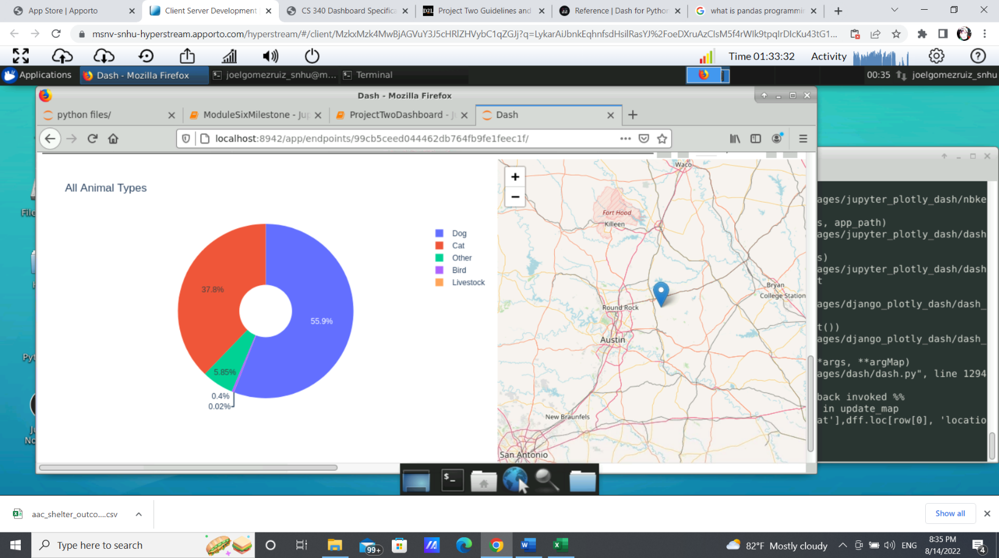 App Store | Apporto
Client Server Development
CS 340 Dashboard Specifica
D2L
Project Two Guidelines and
Reference | Dash for Python
what is pandas programmin
msnv-snhu-hyperstream.apporto.com/hyperstream/#/client/
Time 01:33:32
Activity
Applications
Dash - Mozilla Firefox
joelgomezruiz_snhu@m...
Terminal
00:35
joelgomezruiz_snhu
Dash - Mozilla Firefox
python files/
ModuleSixMilestone - Jup
ProjectTwoDashboard - J
Dash
localhost:8942/app/endpoints/99cb5ceed044462db764fb9fe1feec1f/
All Animal Types
Dog
Cat
Other
Bird
Livestock
37.8%
55.9%
5.85%
0.4%
0.02%
+
−
Waco
Fort Hood
Killeen
Bryan
College Station
Round Rock
Austin
New Braunfels
San Antonio
ages/jupyter_plotly_dash/nbke
s, app_path)
ages/jupyter_plotly_dash/dash
s)
ages/jupyter_plotly_dash/dash
t
ages/django_plotly_dash/dash_
t())
ages/django_plotly_dash/dash_
*args, **argMap)
ages/dash/dash.py", line 1294
back invoked %%
in update_map
at'],dff.loc[row[0], 'locatio
File
Pyt
Ju
No
aac_shelter_outco....csv
Show all
Type here to search
99+
82°F Mostly cloudy
ENG
8:35 PM
8/14/2022
4